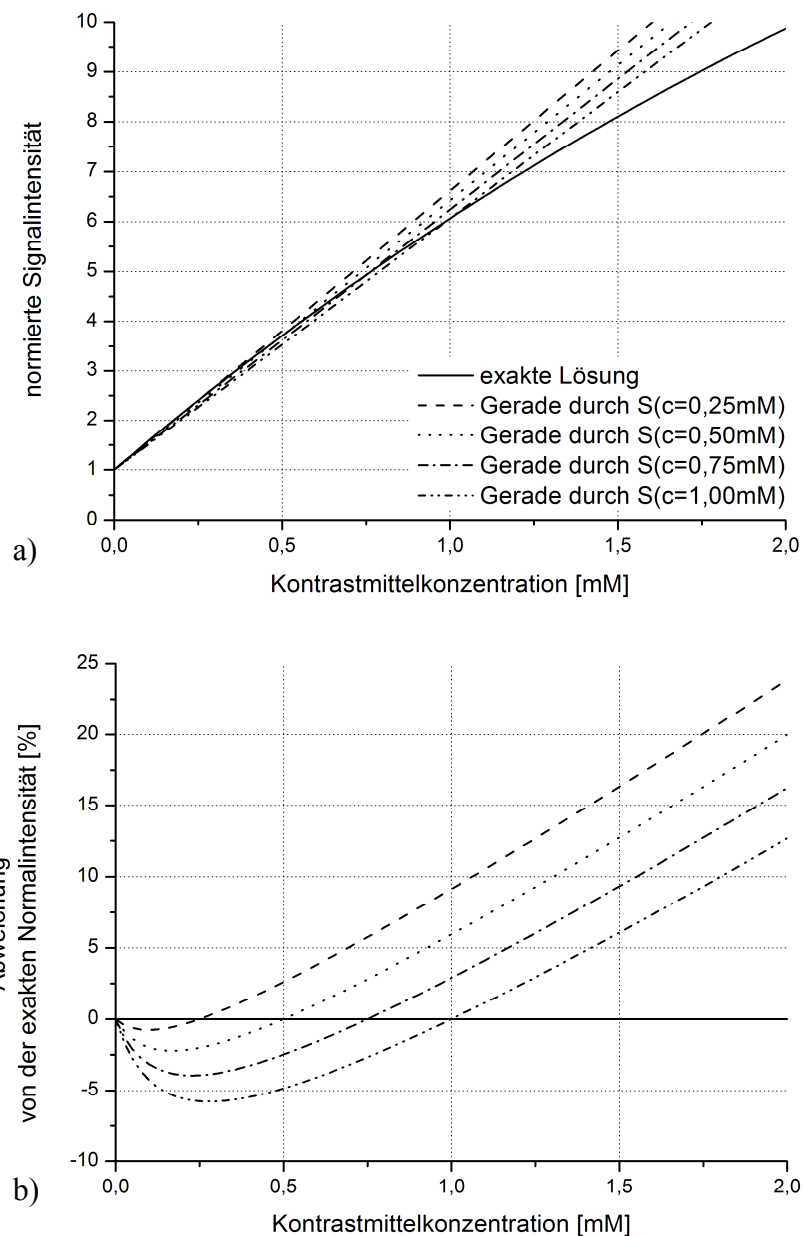 10
9
8
7
6
5
4
3
2
1
0
normierte Signalintensität
exakte Lösung
Gerade durch S(c=0,25mM)
Gerade durch S(c=0,50mM)
Gerade durch S(c=0,75mM)
Gerade durch S(c=1,00mM)
0,0
0,5
1,0
1,5
2,0
a)
Kontrastmittelkonzentration [mM]
25
20
15
10
5
0
-5
-10
von der exakten Normalintensität [%]
0,0
0,5
1,0
1,5
2,0
b)
Kontrastmittelkonzentration [mM]